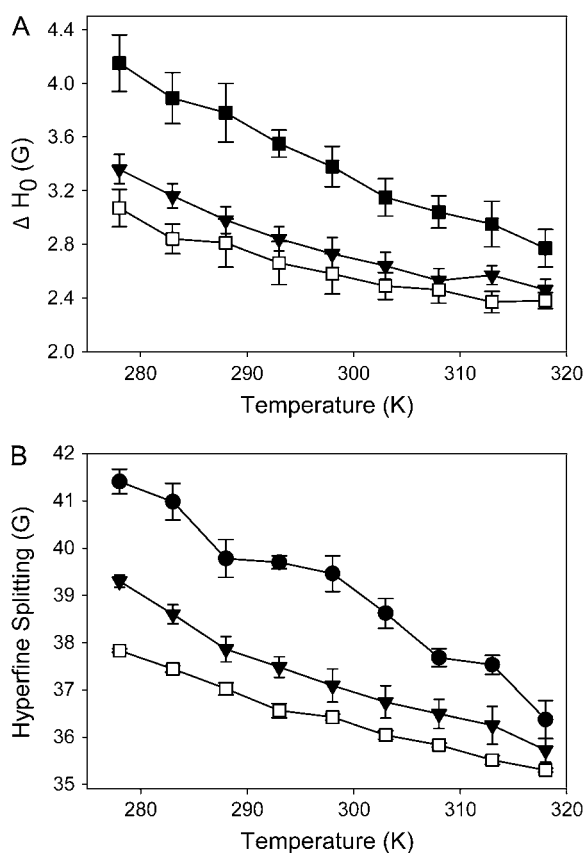 A
4.4
4.0
3.6
3.2
2.8
2.4
2.0
Δ H0 (G)
280 290 300 310 320
Temperature (K)
B
42
41
40
39
38
37
36
35
Hyperfine Splitting (G)
280 290 300 310 320
Temperature (K)